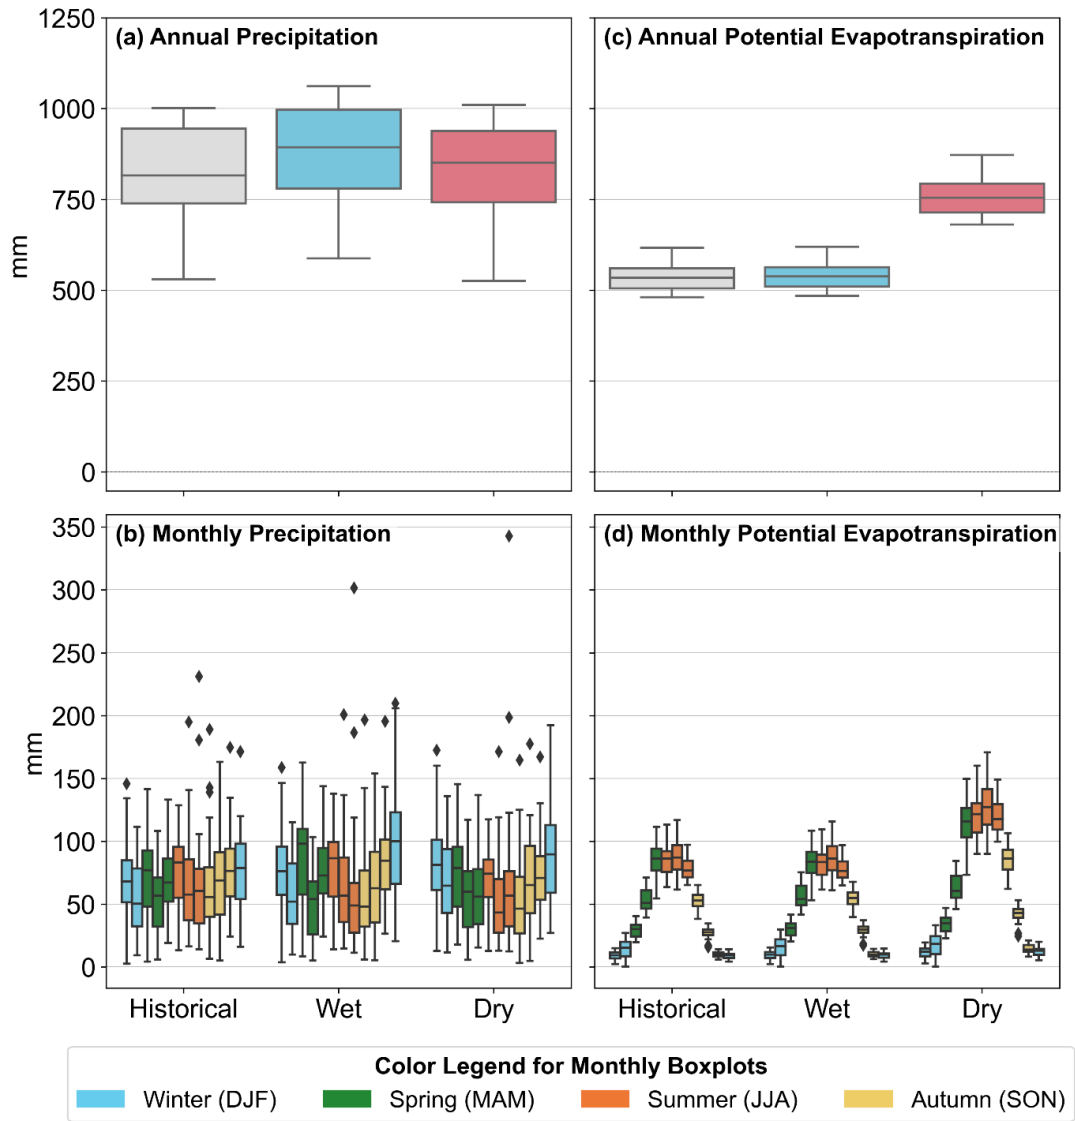 (a) Annual Precipitation
1250
1000
750
500
250
0
mm
(c) Annual Potential Evapotranspiration
(b) Monthly Precipitation
350
300
250
200
150
100
50
0
mm
Historical Wet Dry
(d) Monthly Potential Evapotranspiration
Historical Wet Dry
Color Legend for Monthly Boxplots
Winter (DJF) Spring (MAM) Summer (JJA) Autumn (SON)